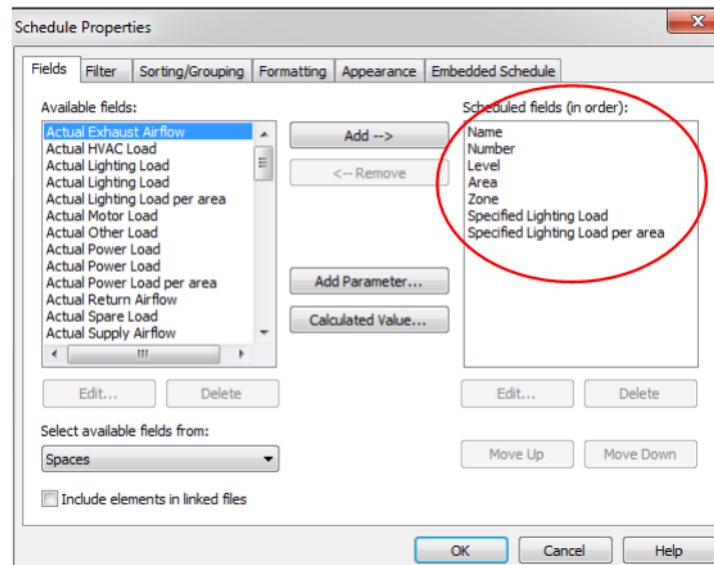 Schedule Properties
Fields Filter Sorting/Grouping Formatting Appearance Embedded Schedule
Available fields:
Actual Exhaust Airflow
Actual HVAC Load
Actual Lighting Load
Actual Lighting Load
Actual Lighting Load per area
Actual Motor Load
Actual Other Load
Actual Power Load
Actual Power Load
Actual Power Load per area
Actual Return Airflow
Actual Spare Load
Actual Supply Airflow
Edit...
Delete
Select available fields from:
Spaces
Include elements in linked files
Add -->
<-- Remove
Add Parameter...
Calculated Value...
Scheduled fields (in order):
Name
Number
Level
Area
Zone
Specified Lighting Load
Specified Lighting Load per area
Edit...
Delete
Move Up
Move Down
OK
Cancel
Help